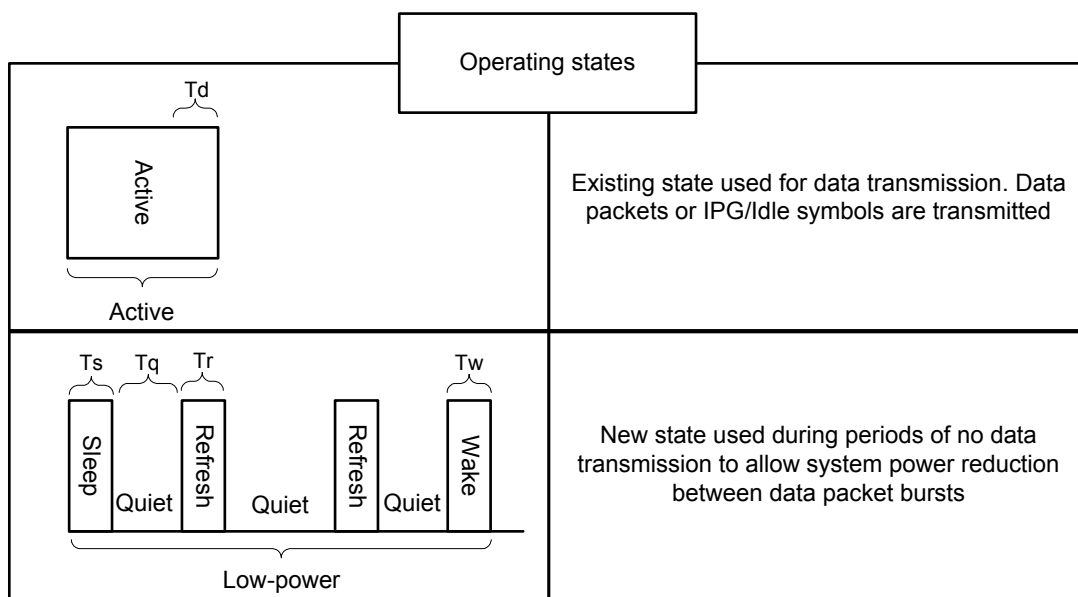 Operating states
Td
Active
Active
Existing state used for data transmission. Data
packets or IPG/Idle symbols are transmitted
Ts
Tq
Tr
Tw
Sleep
Quiet
Refresh
Quiet
Refresh
Quiet
Wake
Low-power
New state used during periods of no data
transmission to allow system power reduction
between data packet bursts